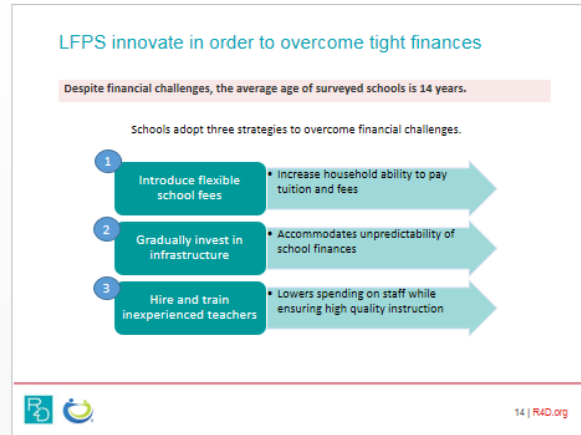 LFPS innovate in order to overcome tight finances
Despite financial challenges, the average age of surveyed schools is 14 years.
Schools adopt three strategies to overcome financial challenges.
1
Introduce flexible
school fees
• Increase household ability to pay
tuition and fees
2
Gradually invest in
infrastructure
• Accommodates unpredictability of
school finances
3
Hire and train
inexperienced teachers
• Lowers spending on staff while
ensuring high quality instruction
R4D
14 | R4D.org